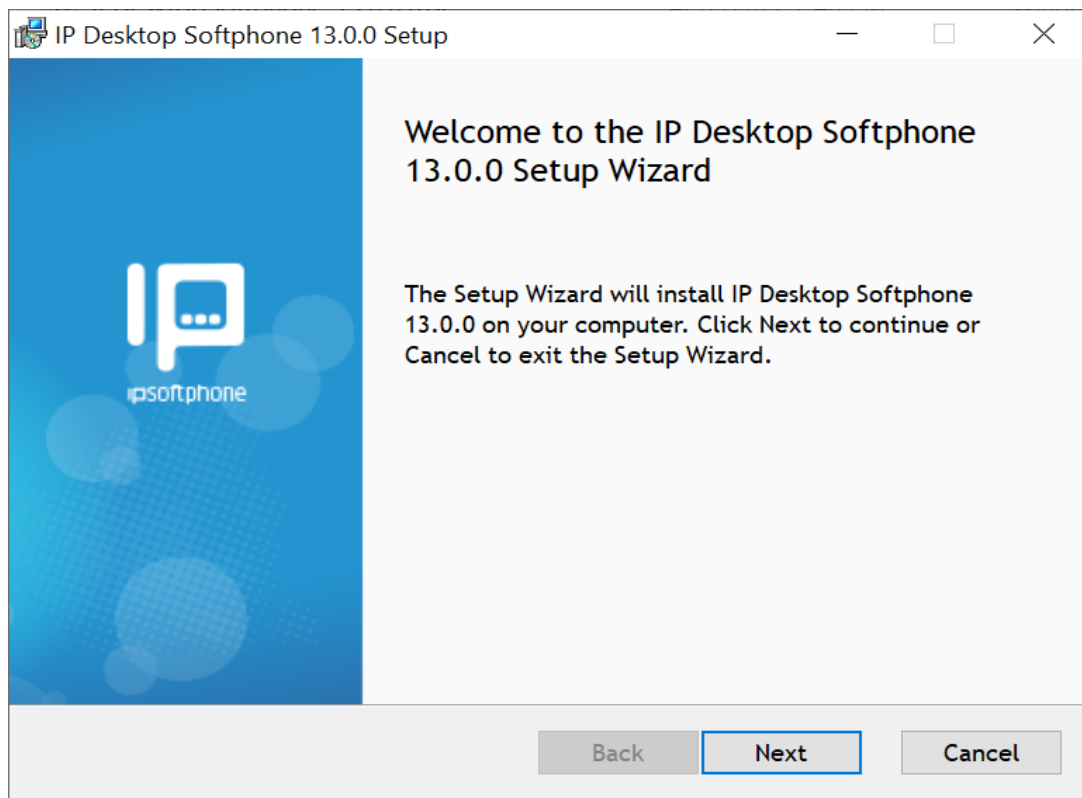 IP Desktop Softphone 13.0.0 Setup
Welcome to the IP Desktop Softphone
13.0.0 Setup Wizard
The Setup Wizard will install IP Desktop Softphone
13.0.0 on your computer. Click Next to continue or
Cancel to exit the Setup Wizard.
IP
ipsoftphone
Back
Next
Cancel